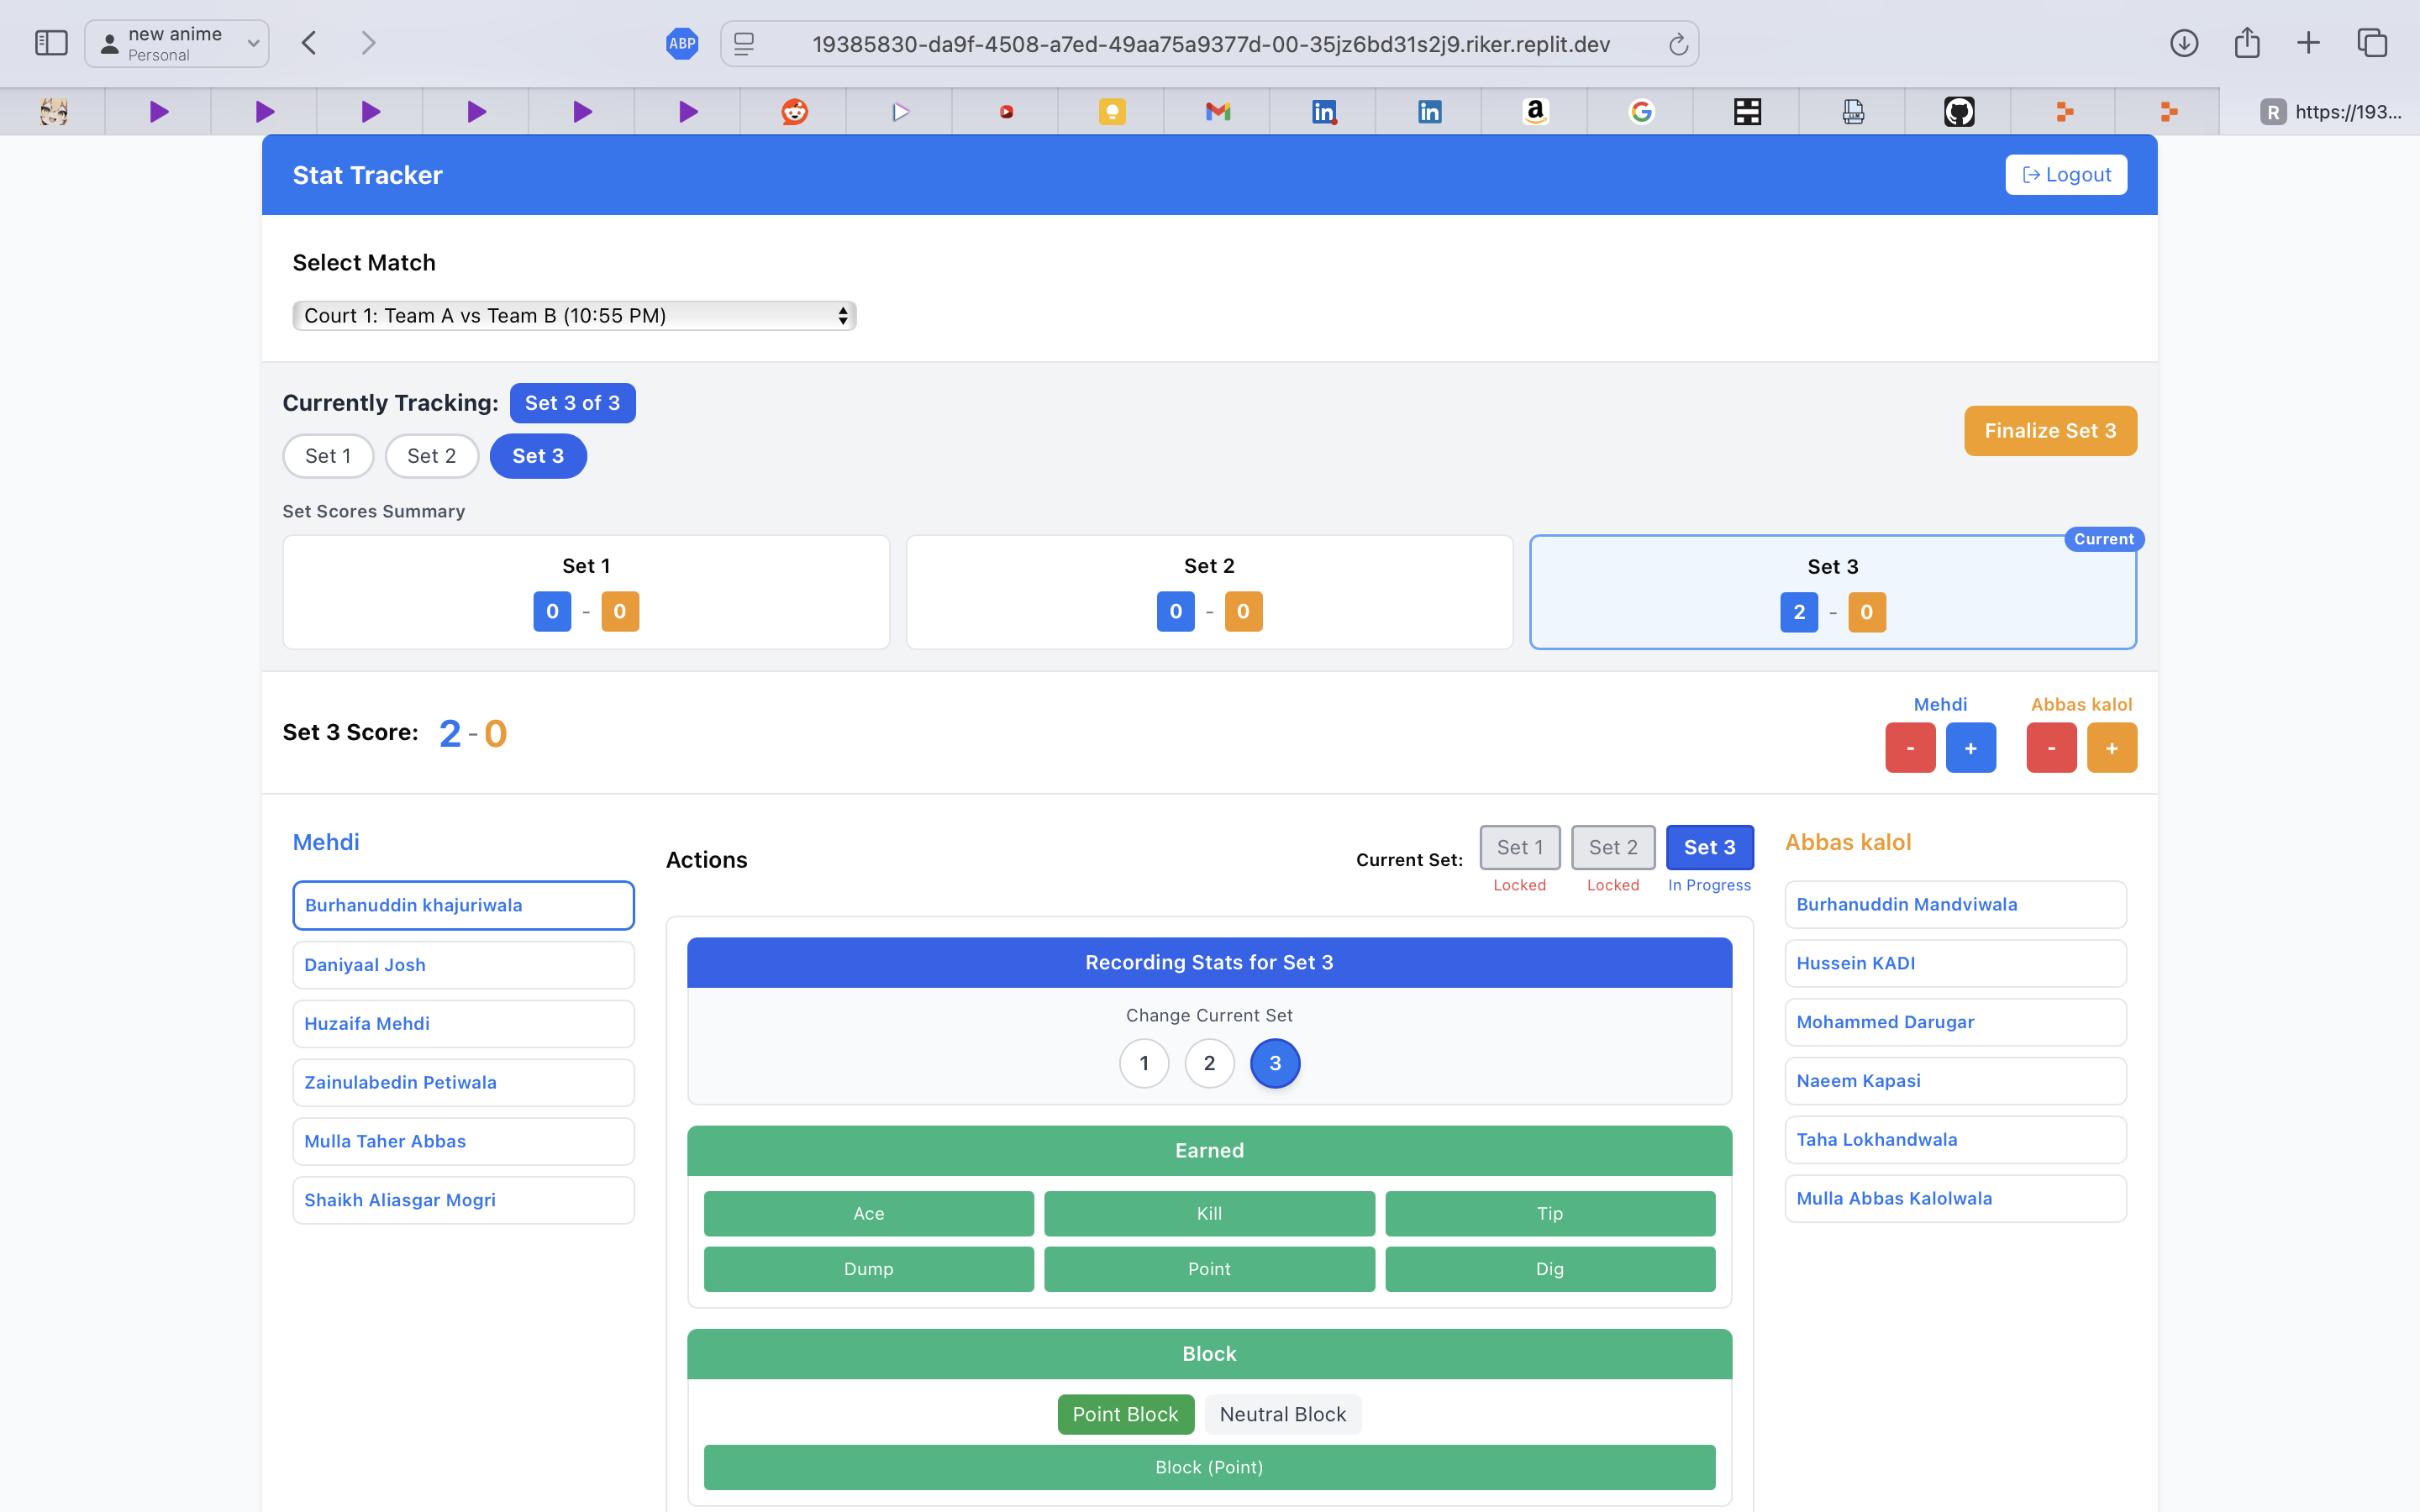 new anime
Personal
ABP
19385830-da9f-4508-a7ed-49aa75a9377d-00-35jz6bd31s2j9.riker.replit.dev
in
in
a
G
LLM
R https://193...
Stat Tracker
Logout
Select Match
Court 1: Team A vs Team B (10:55 PM)
Currently Tracking: Set 3 of 3
Set 1 Set 2 Set 3
Finalize Set 3
Set Scores Summary
Set 1
0 - 0
Set 2
0 - 0
Current
Set 3
2 - 0
Set 3 Score: 2 - 0
Mehdi
- +
Abbas kalol
- +
Mehdi
Burhanuddin khajuriwala
Daniyaal Josh
Huzaifa Mehdi
Zainulabedin Petiwala
Mulla Taher Abbas
Shaikh Aliasgar Mogri
Actions
Current Set: Set 1 Set 2 Set 3
Locked Locked In Progress
Recording Stats for Set 3
Change Current Set
1 2 3
Earned
Ace Kill Tip
Dump Point Dig
Block
Point Block Neutral Block
Block (Point)
Abbas kalol
Burhanuddin Mandviwala
Hussein KADI
Mohammed Darugar
Naeem Kapasi
Taha Lokhandwala
Mulla Abbas Kalolwala